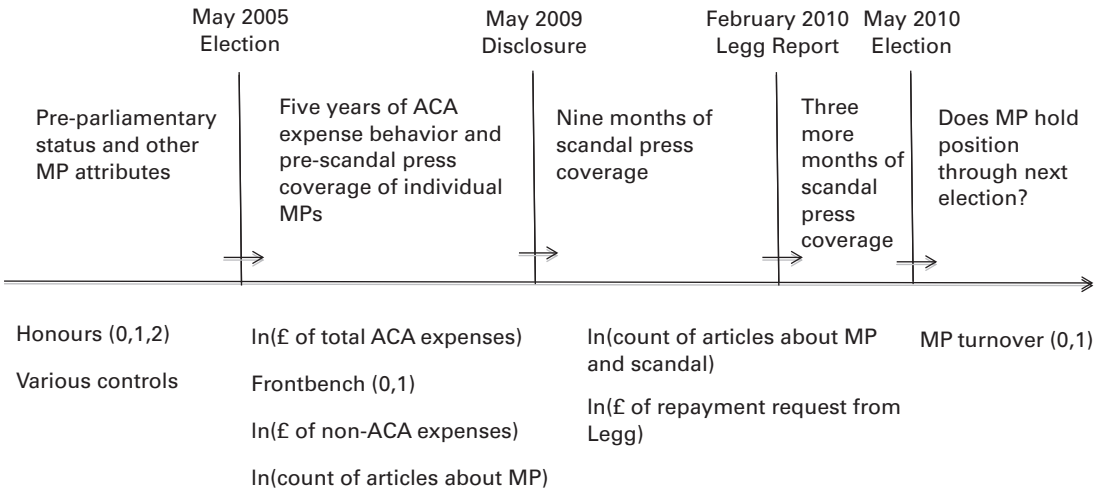 May 2005
Election
May 2009
Disclosure
February 2010
Legg Report
May 2010
Election
Pre-parliamentary
status and other
MP attributes
Five years of ACA
expense behavior and
pre-scandal press
coverage of individual
MPs
Nine months of
scandal press
coverage
Three
more
months of
scandal
press
coverage
Does MP hold
position
through next
election?
Honours (0,1,2)
Various controls
ln(£ of total ACA expenses)
Frontbench (0,1)
ln(£ of non-ACA expenses)
ln(count of articles about MP)
ln(count of articles about MP
and scandal)
ln(£ of repayment request from
Legg)
MP turnover (0,1)